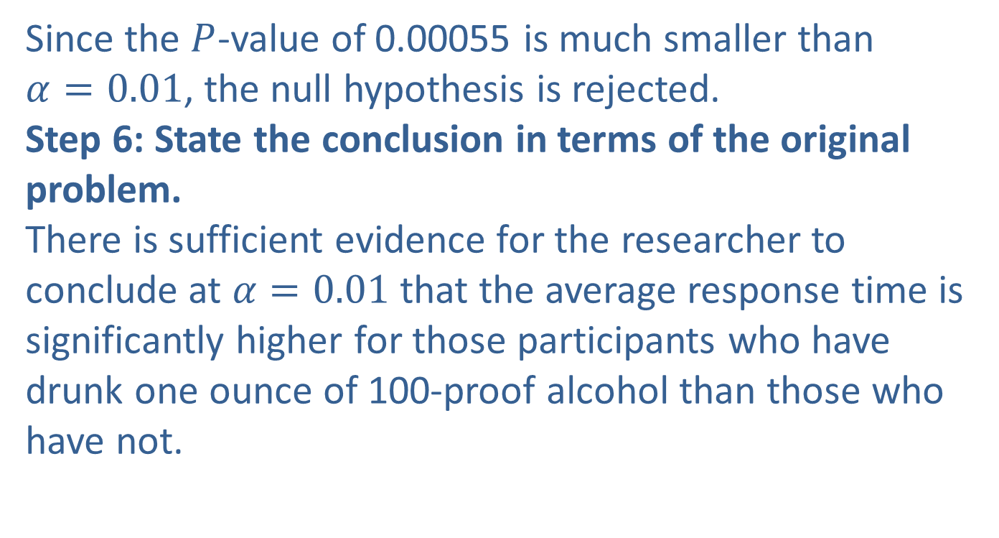 Since the P-value of 0.00055 is much smaller than
α = 0.01, the null hypothesis is rejected.
Step 6: State the conclusion in terms of the original
problem.
There is sufficient evidence for the researcher to
conclude at α = 0.01 that the average response time is
significantly higher for those participants who have
drunk one ounce of 100-proof alcohol than those who
have not.